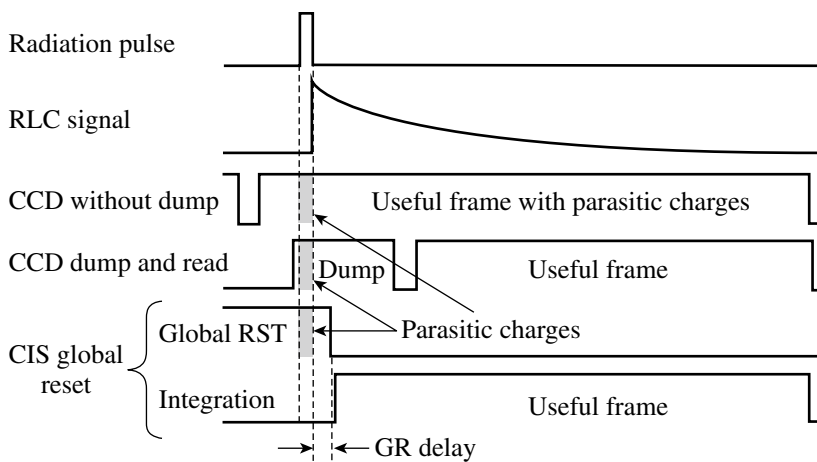 Radiation pulse
RLC signal
CCD without dump
Useful frame with parasitic charges
CCD dump and read
Dump
Useful frame
Global RST
Parasitic charges
CIS global
reset
Integration
Useful frame
GR delay